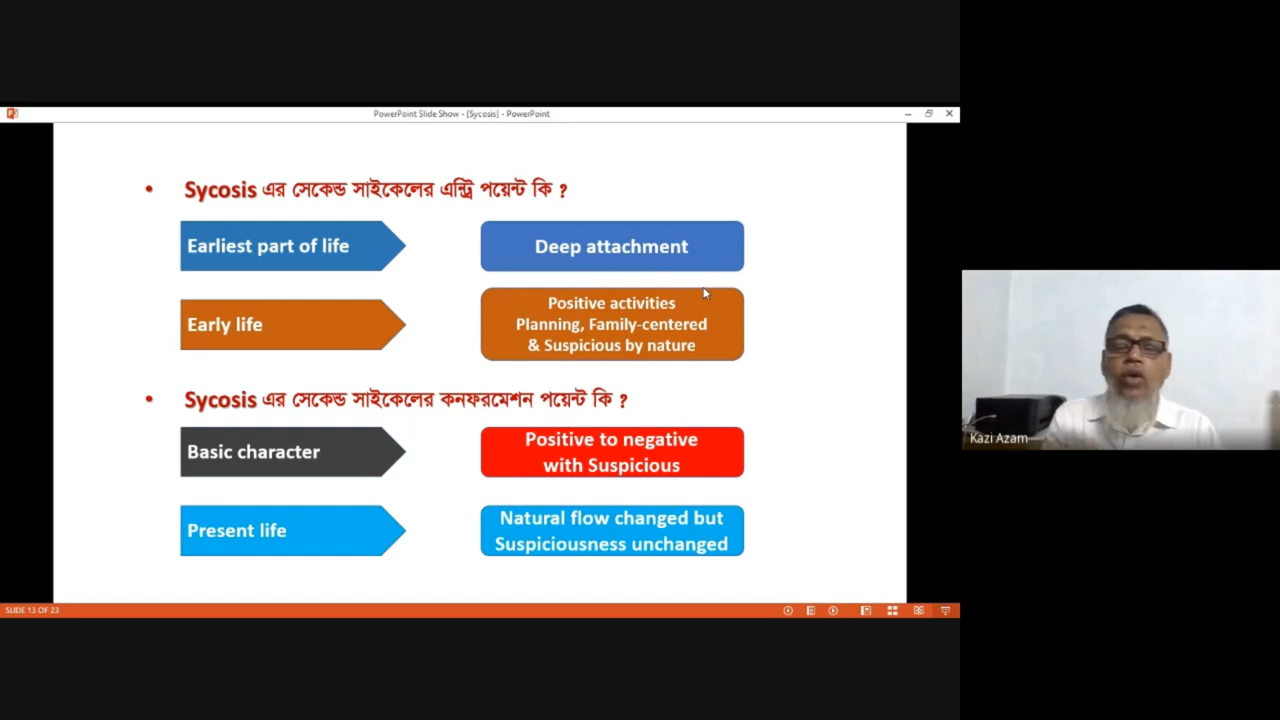 PowerPoint Slide Show - [Sycosis] - PowerPoint
• Sycosis এর সেকেন্ড সাইকেলের এন্ট্রি পয়েন্ট কি ?
Earliest part of life
Deep attachment
Early life
Positive activities
Planning, Family-centered
& Suspicious by nature
• Sycosis এর সেকেন্ড সাইকেলের কনফরমেশন পয়েন্ট কি ?
Basic character
Positive to negative
with Suspicious
Present life
Natural flow changed but
Suspiciousness unchanged
Kazi Azam
SLIDE 13 OF 23